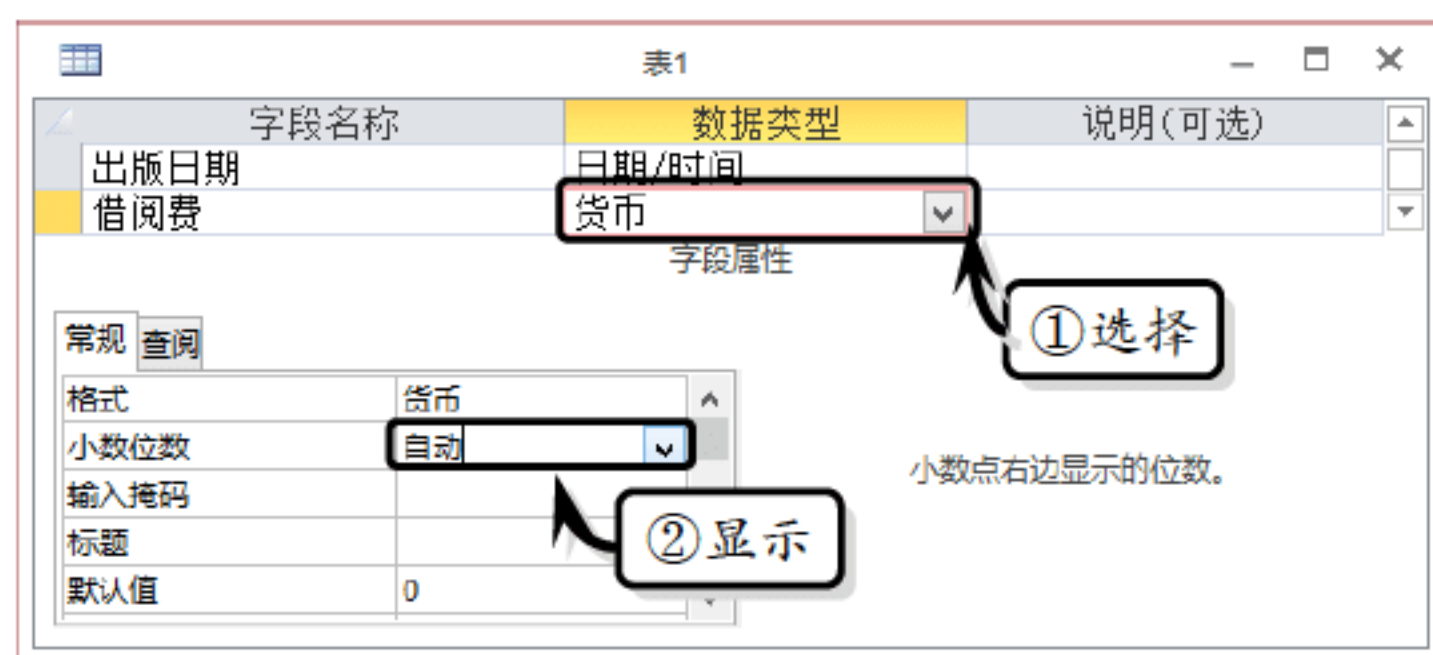 表1
字段名称 数据类型 说明(可选)
出版日期 日期/时间
借阅费 货币
字段属性
①选择
常规 查阅
格式 货币
小数位数 自动
小数点右边显示的位数。
输入掩码
②显示
标题
默认值 0